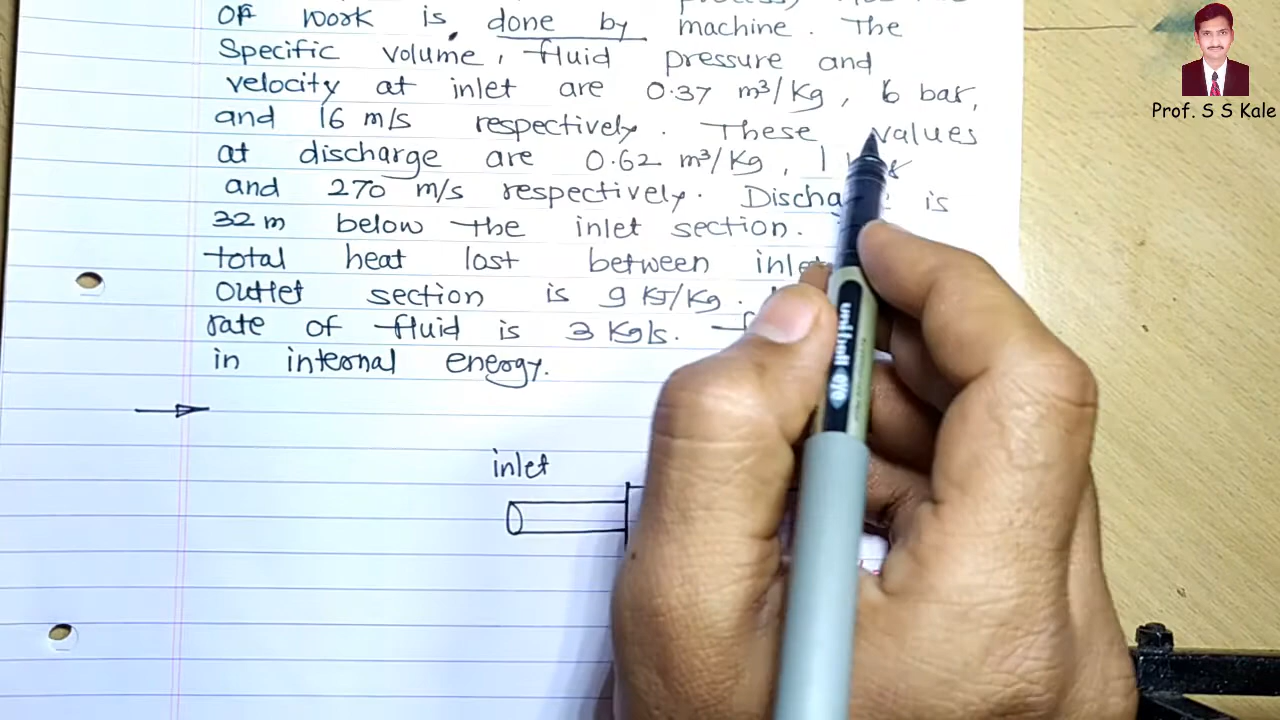 of work is done by machine. The
Specific volume, fluid pressure and
velocity at inlet are 0.37 m³/kg, 6 bar,
and 16 m/s respectively. These values
at discharge are 0.62 m³/kg, 1
and 270 m/s respectively. is
32 m below the inlet section.
total heat lost between
outlet section is 9 KJ/Kg.
rate of fluid is 3 Kg/s.
in internal energy.
inlet
Prof. S S Kale
uniball eye